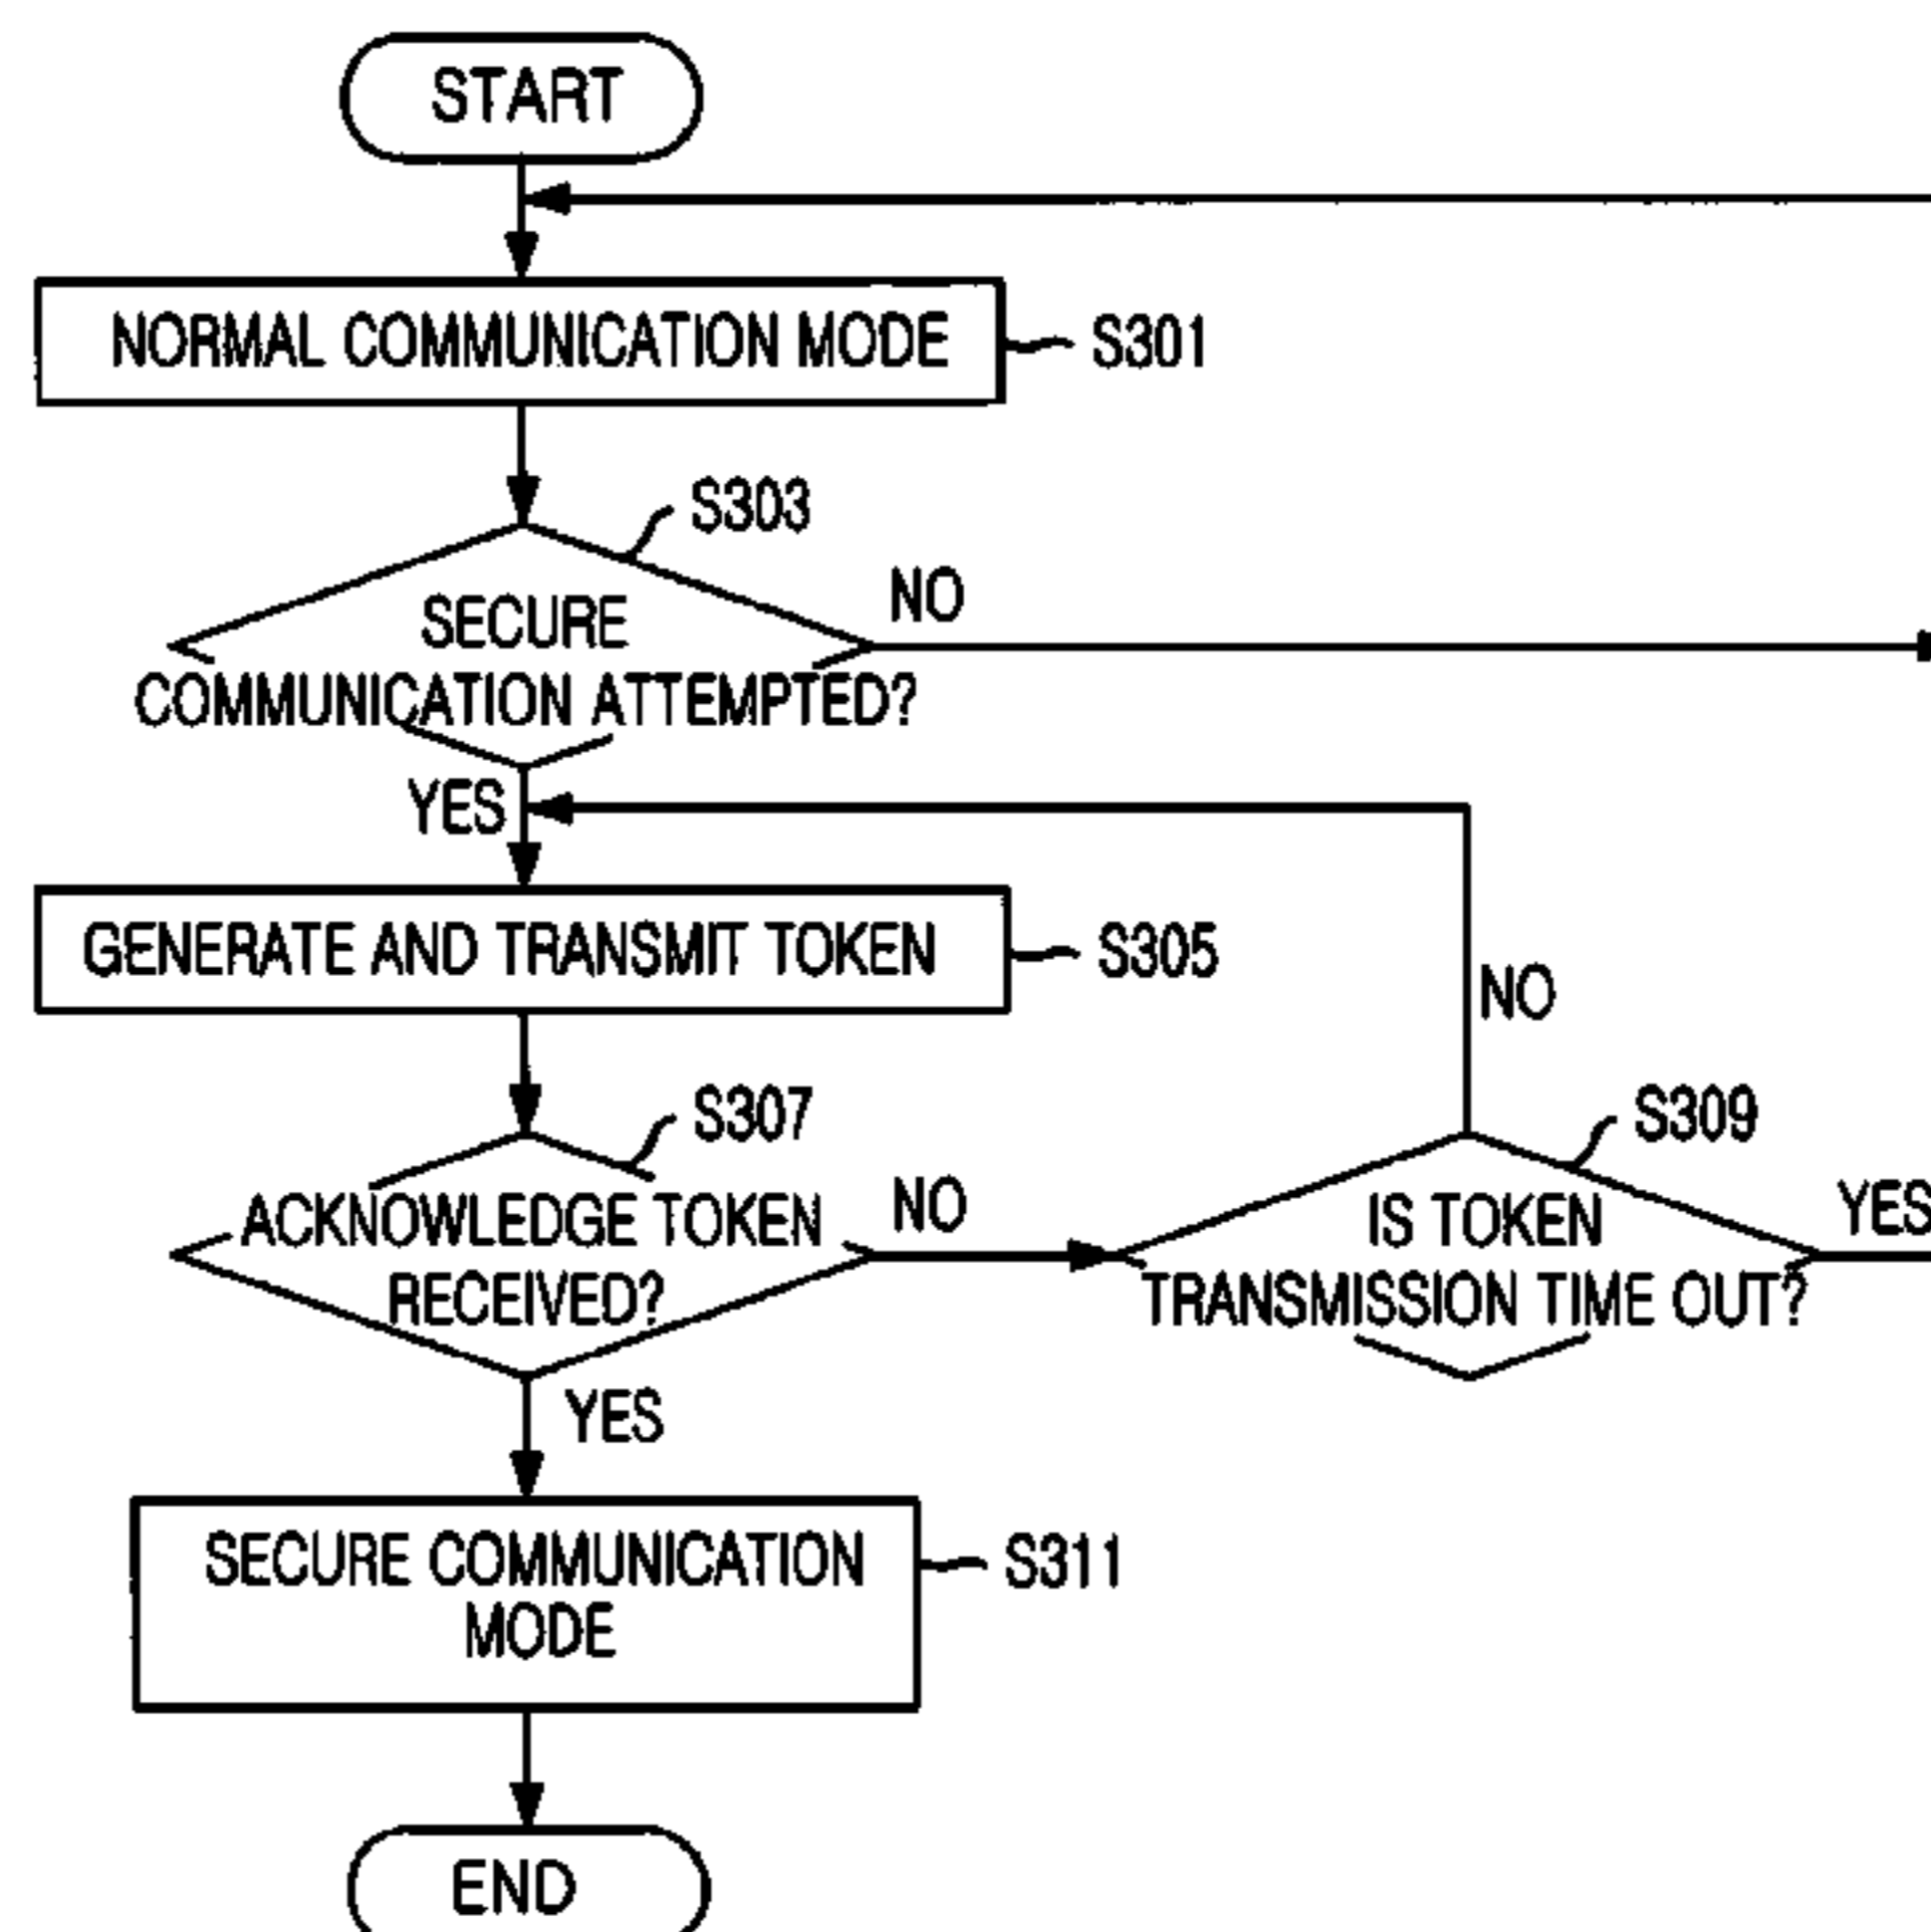 START
NORMAL COMMUNICATION MODE
S301
S303
SECURE
COMMUNICATION ATTEMPTED?
NO
YES
GENERATE AND TRANSMIT TOKEN
S305
NO
S307
ACKNOWLEDGE TOKEN
RECEIVED?
NO
S309
IS TOKEN
TRANSMISSION TIME OUT?
YES
YES
SECURE COMMUNICATION
MODE
S311
END